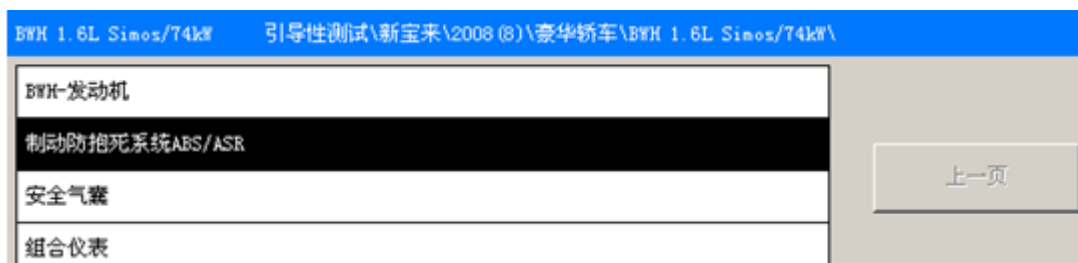 BWH 1.6L Simos/74kW 引导性测试\新宝来\2008(8)\豪华轿车\BWH 1.6L Simos/74kW\
BWH-发动机
制动防抱死系统ABS/ASR
上一页
安全气囊
组合仪表